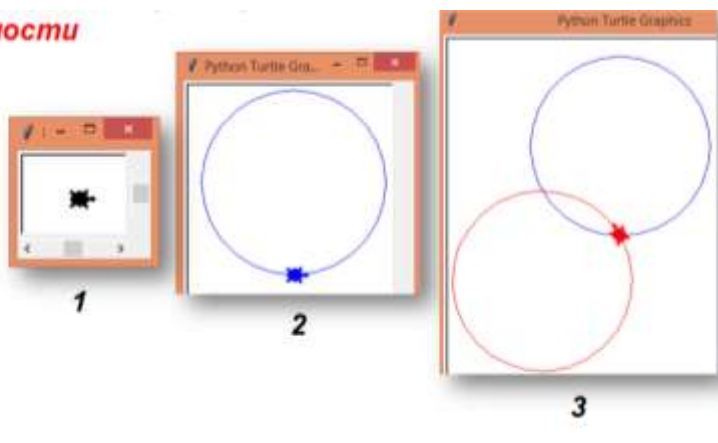 ности
Python Turtle Graphics
Python Turtle Gra...
1
2
3